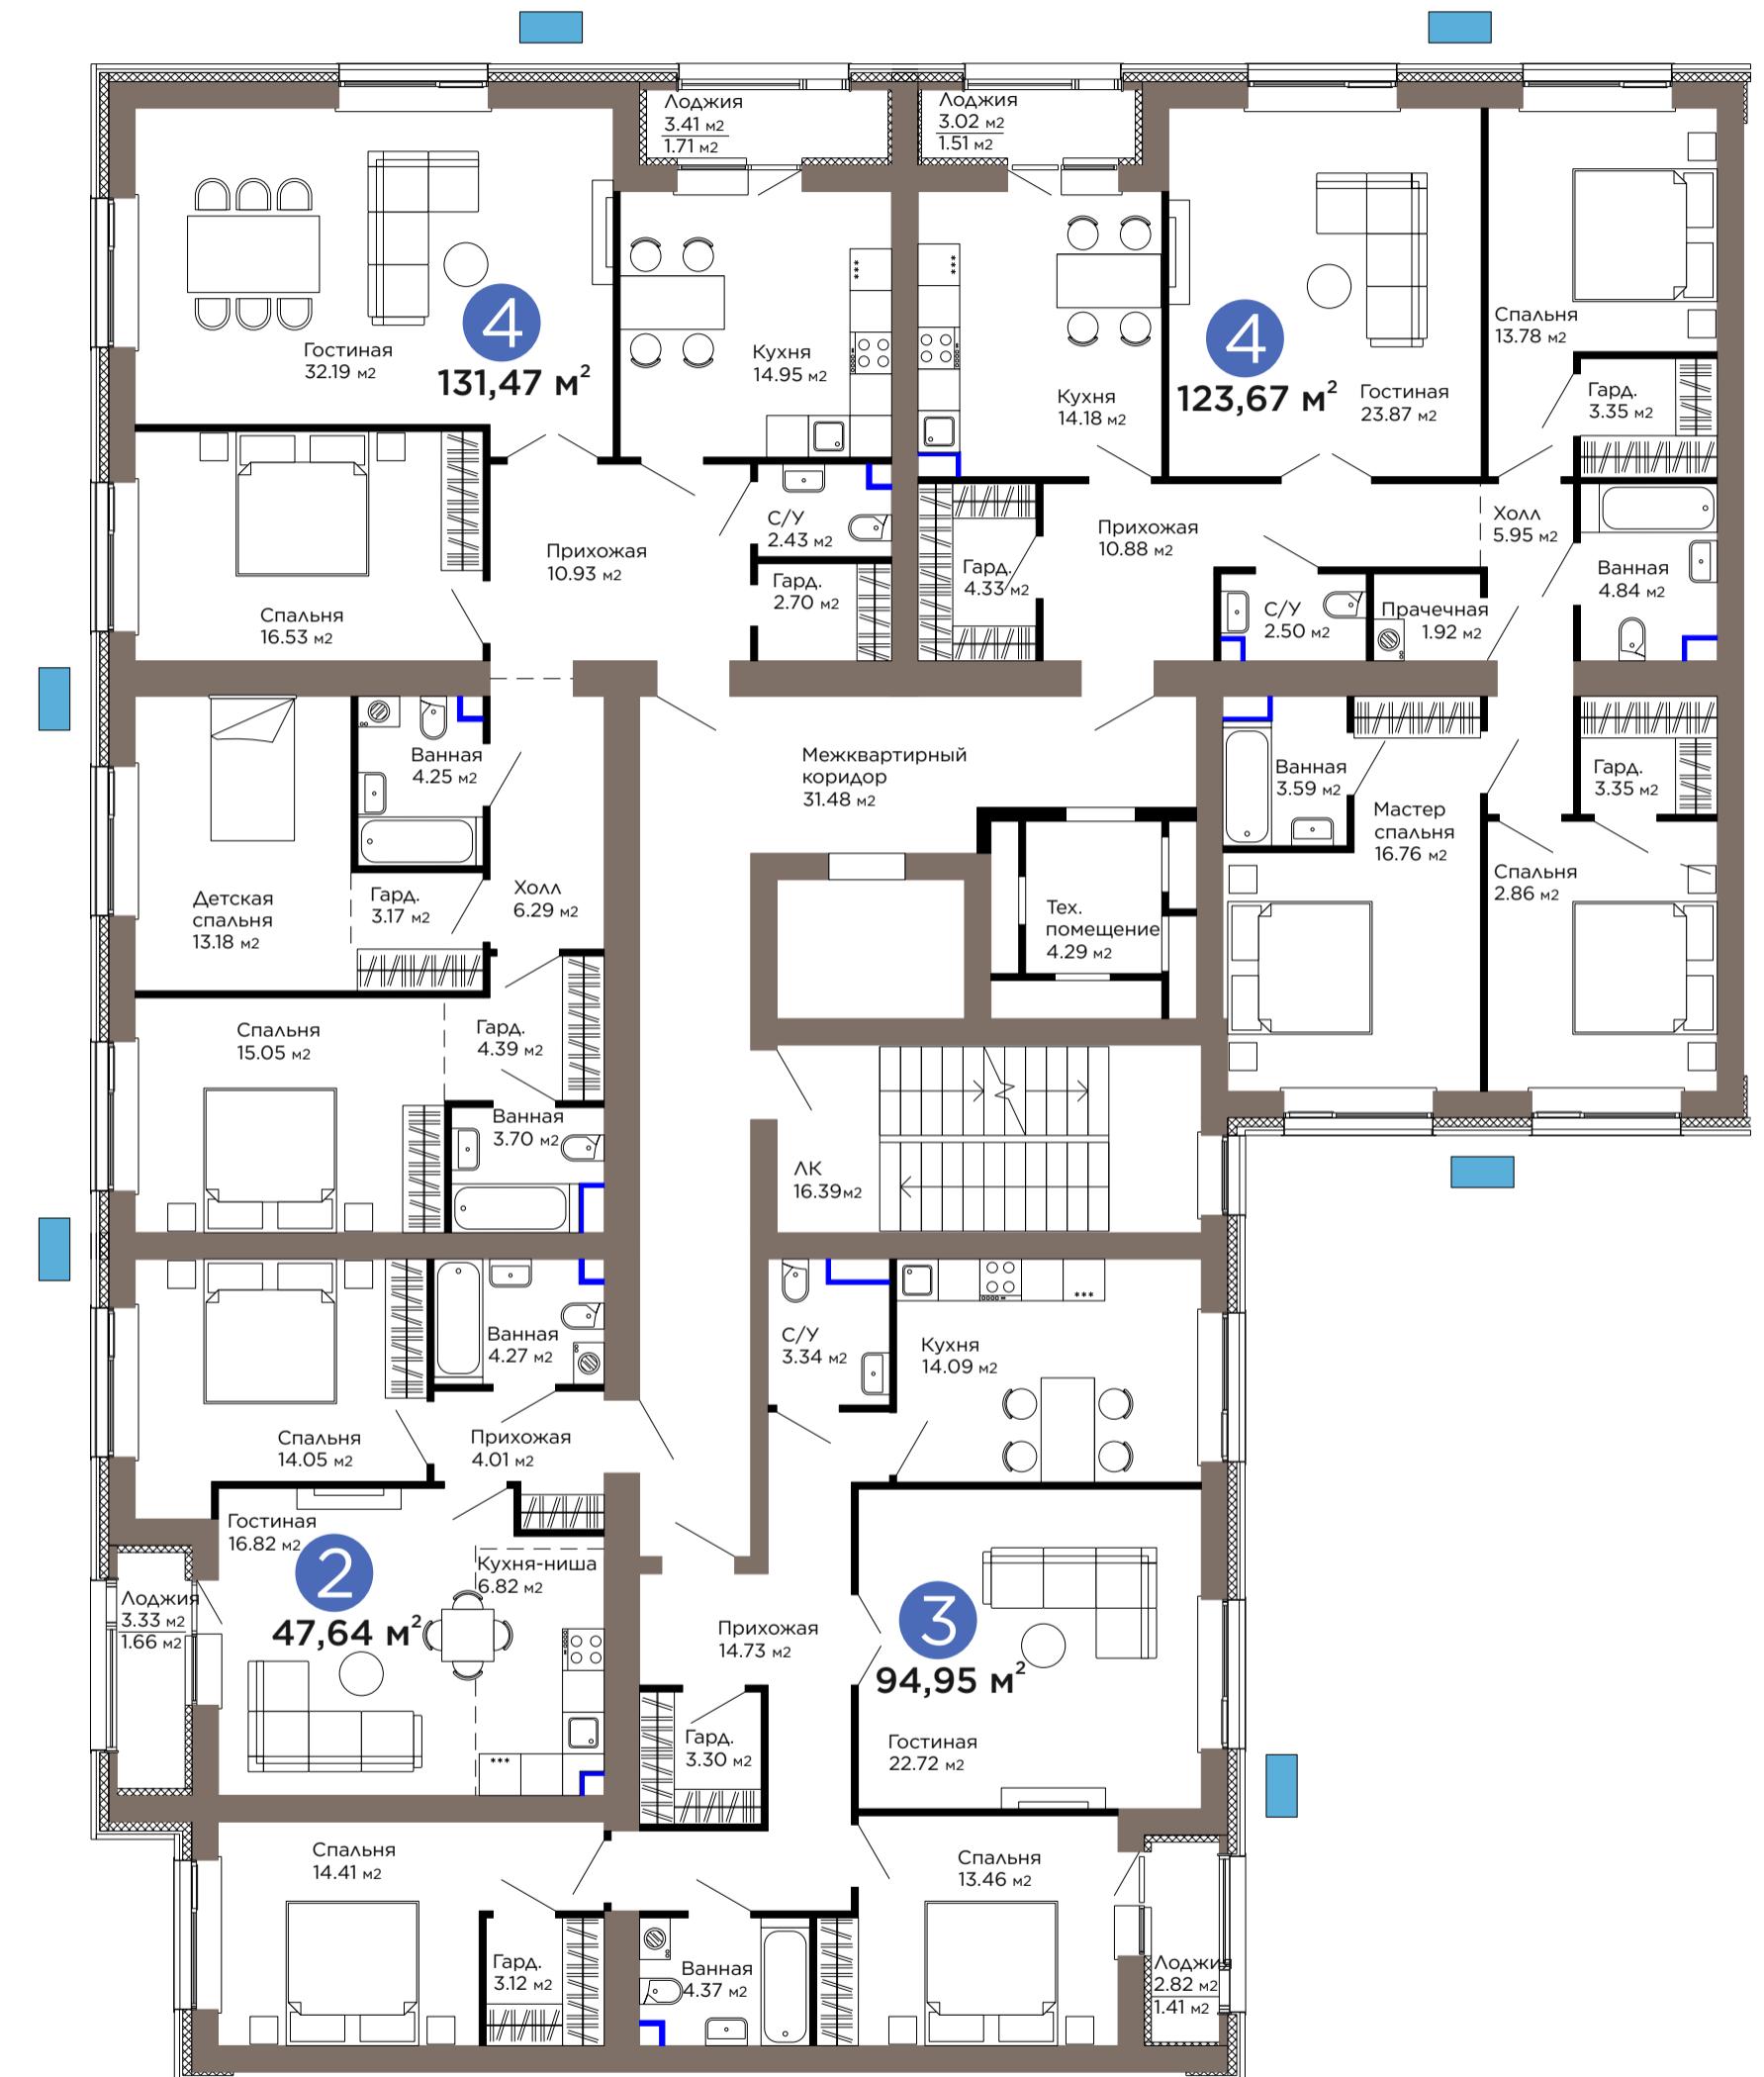 Лоджия
3.41 м2
1.71 м2
Лоджия
3.02 м2
1.51 м2
4
131,47 м²
Гостиная
32.19 м2
Кухня
14.95 м2
Кухня
14.18 м2
4
123,67 м²
Гостиная
23.87 м2
Спальня
13.78 м2
Гард.
3.35 м2
Спальня
16.53 м2
Прихожая
10.93 м2
С/У
2.43 м2
Гард.
2.70 м2
Гард.
4.33 м2
Прихожая
10.88 м2
Холл
5.95 м2
С/У
2.50 м2
Прачечная
1.92 м2
Ванная
4.84 м2
Ванная
4.25 м2
Детская
спальня
13.18 м2
Гард.
3.17 м2
Холл
6.29 м2
Межквартирный
коридор
31.48 м2
Тех.
помещение
4.29 м2
Ванная
3.59 м2
Мастер
спальня
16.76 м2
Гард.
3.35 м2
Спальня
2.86 м2
Спальня
15.05 м2
Гард.
4.39 м2
Ванная
3.70 м2
ЛК
16.39 м2
Ванная
4.27 м2
Спальня
14.05 м2
Прихожая
4.01 м2
С/У
3.34 м2
Кухня
14.09 м2
Гостиная
16.82 м2
2
47,64 м²
Кухня-ниша
6.82 м2
Лоджия
3.33 м2
1.66 м2
Прихожая
14.73 м2
3
94,95 м²
Гостиная
22.72 м2
Гард.
3.30 м2
Спальня
14.41 м2
Гард.
3.12 м2
Ванная
4.37 м2
Спальня
13.46 м2
Лоджия
2.82 м2
1.41 м2